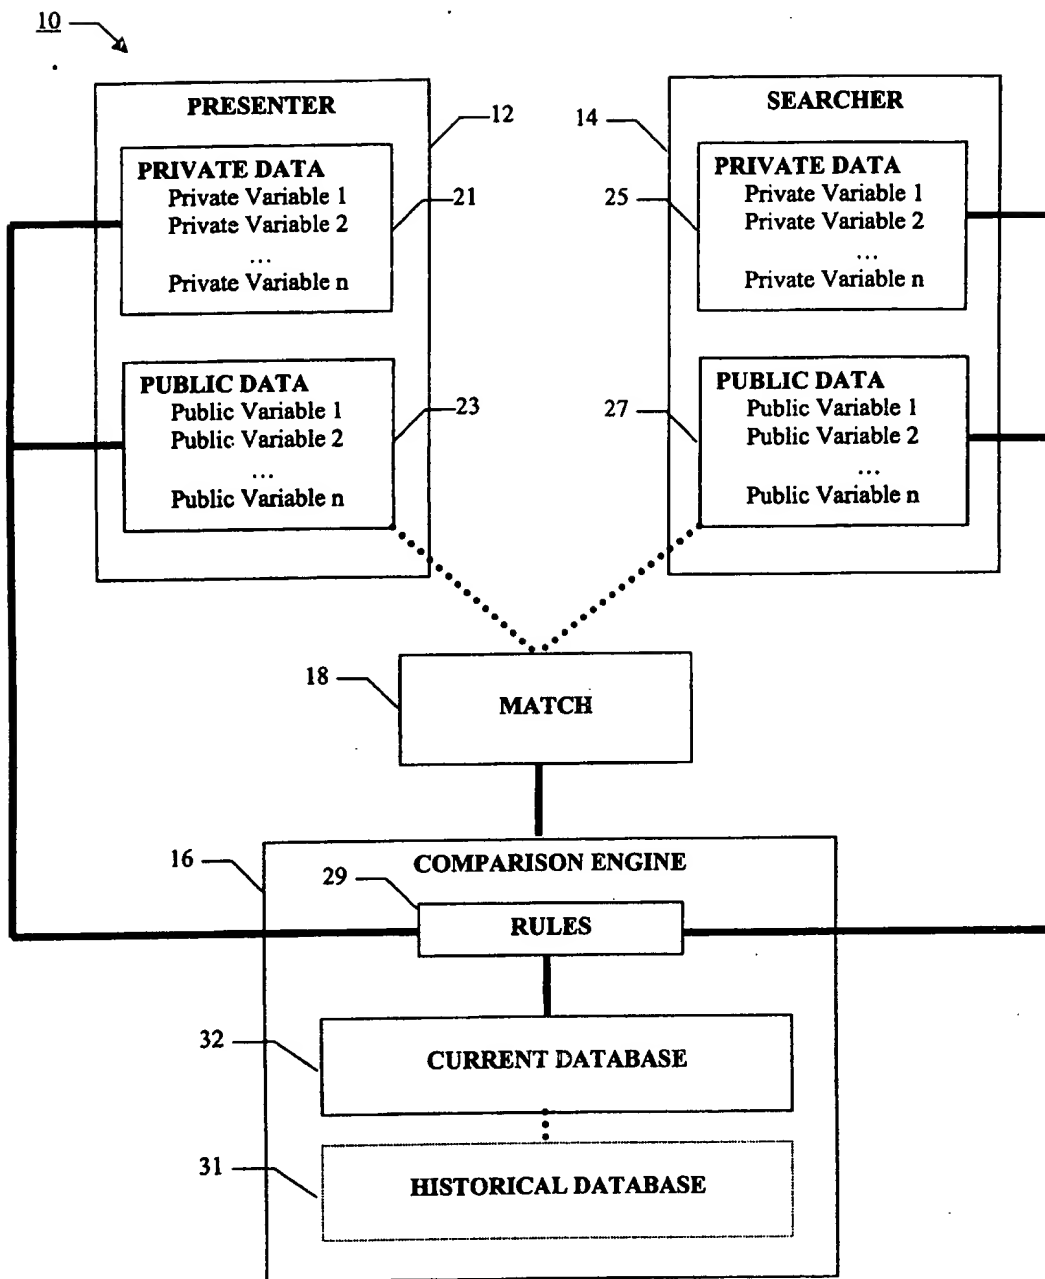 10
PRESENTER
12
PRIVATE DATA
Private Variable 1
Private Variable 2
...
Private Variable n
21
PUBLIC DATA
Public Variable 1
Public Variable 2
...
Public Variable n
23
SEARCHER
14
PRIVATE DATA
Private Variable 1
Private Variable 2
...
Private Variable n
25
PUBLIC DATA
Public Variable 1
Public Variable 2
...
Public Variable n
27
18
MATCH
16
COMPARISON ENGINE
29
RULES
32
CURRENT DATABASE
31
HISTORICAL DATABASE